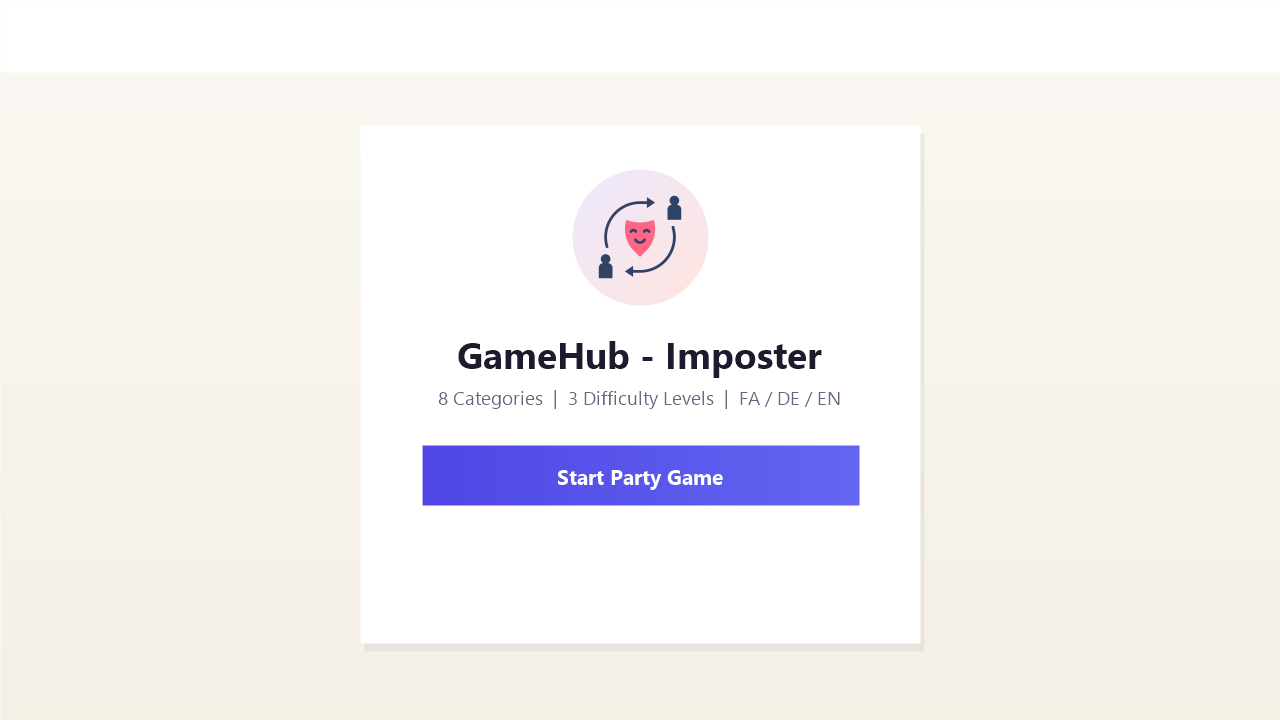 GameHub - Imposter
8 Categories | 3 Difficulty Levels | FA / DE / EN
Start Party Game